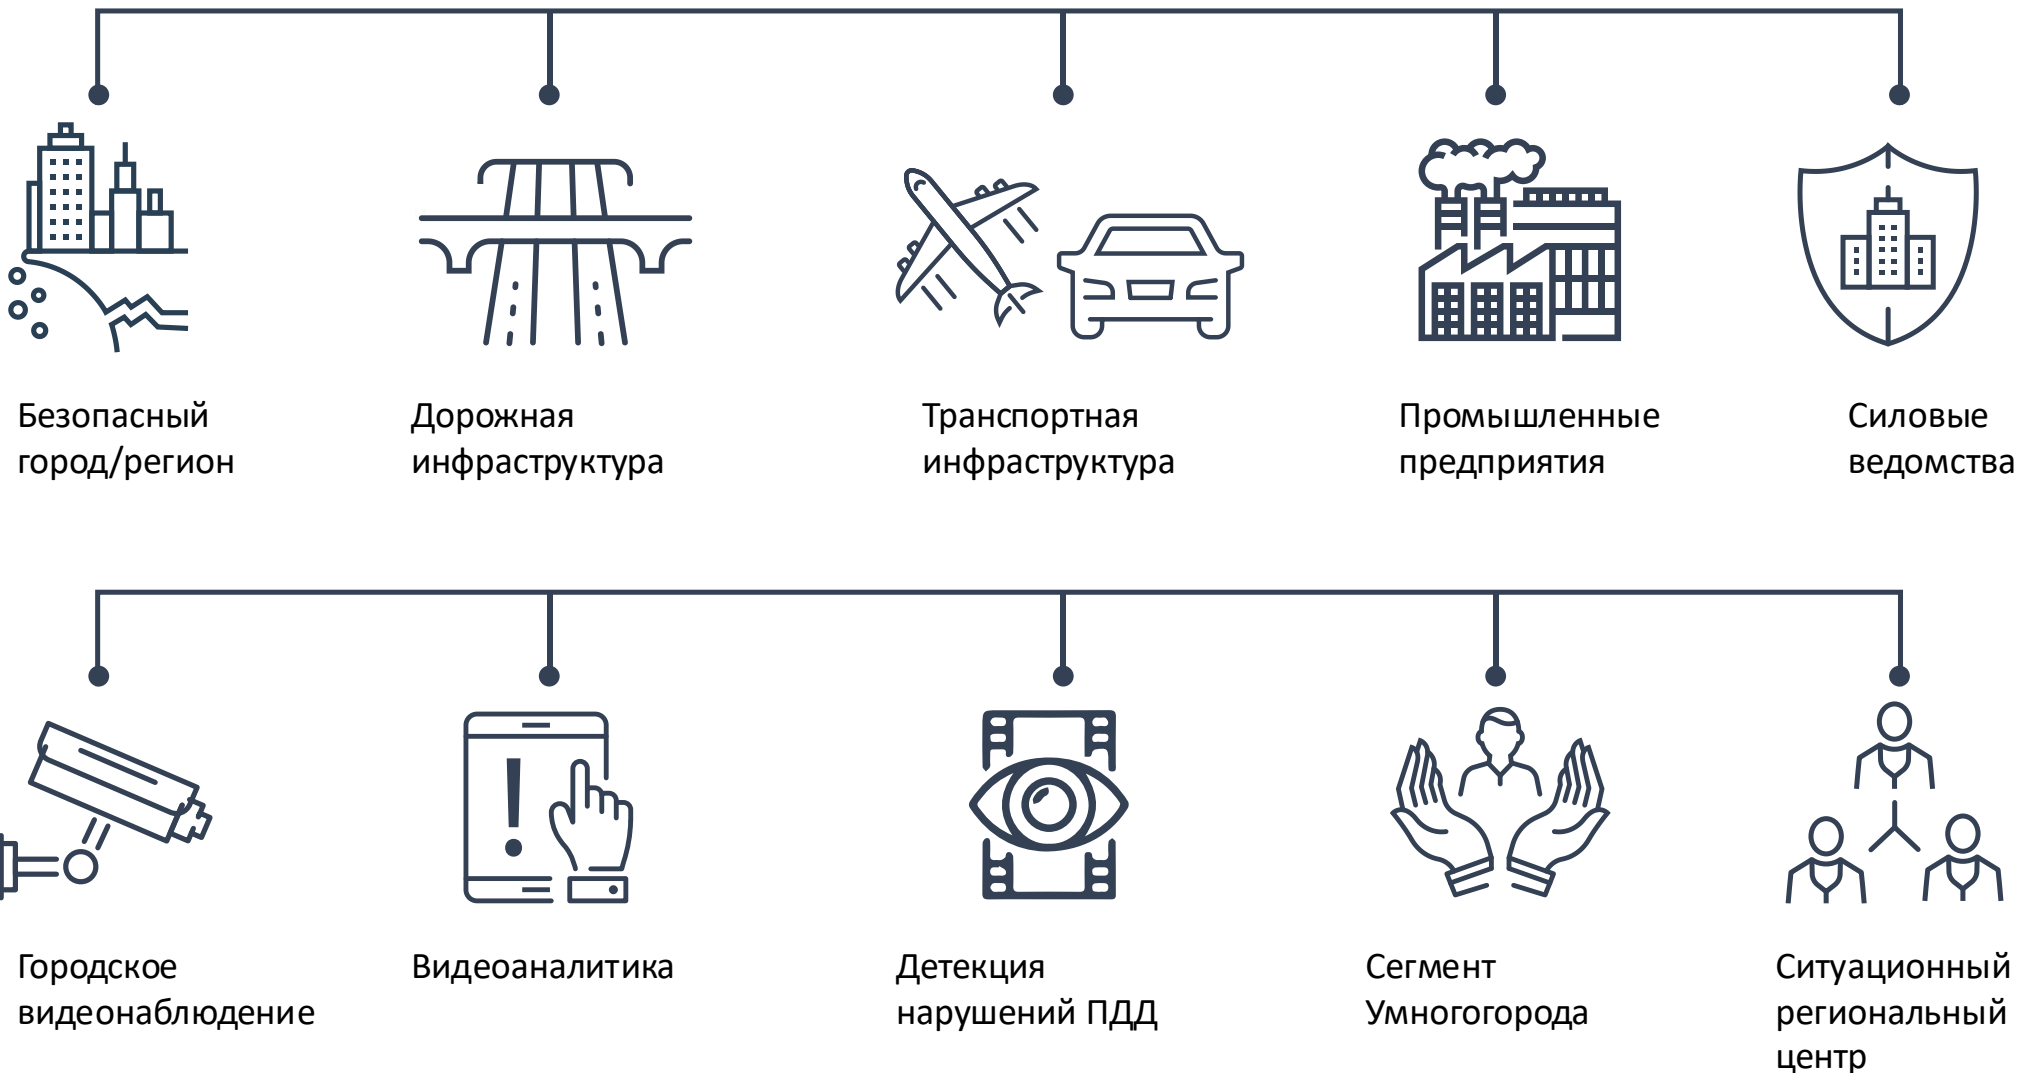 Безопасный
город/регион
Дорожная
инфраструктура
Транспортная
инфраструктура
Промышленные
предприятия
Силовые
ведомства
Городское
видеонаблюдение
Видеоаналитика
Детекция
нарушений ПДД
Сегмент
Умногогорода
Ситуационный
региональный
центр